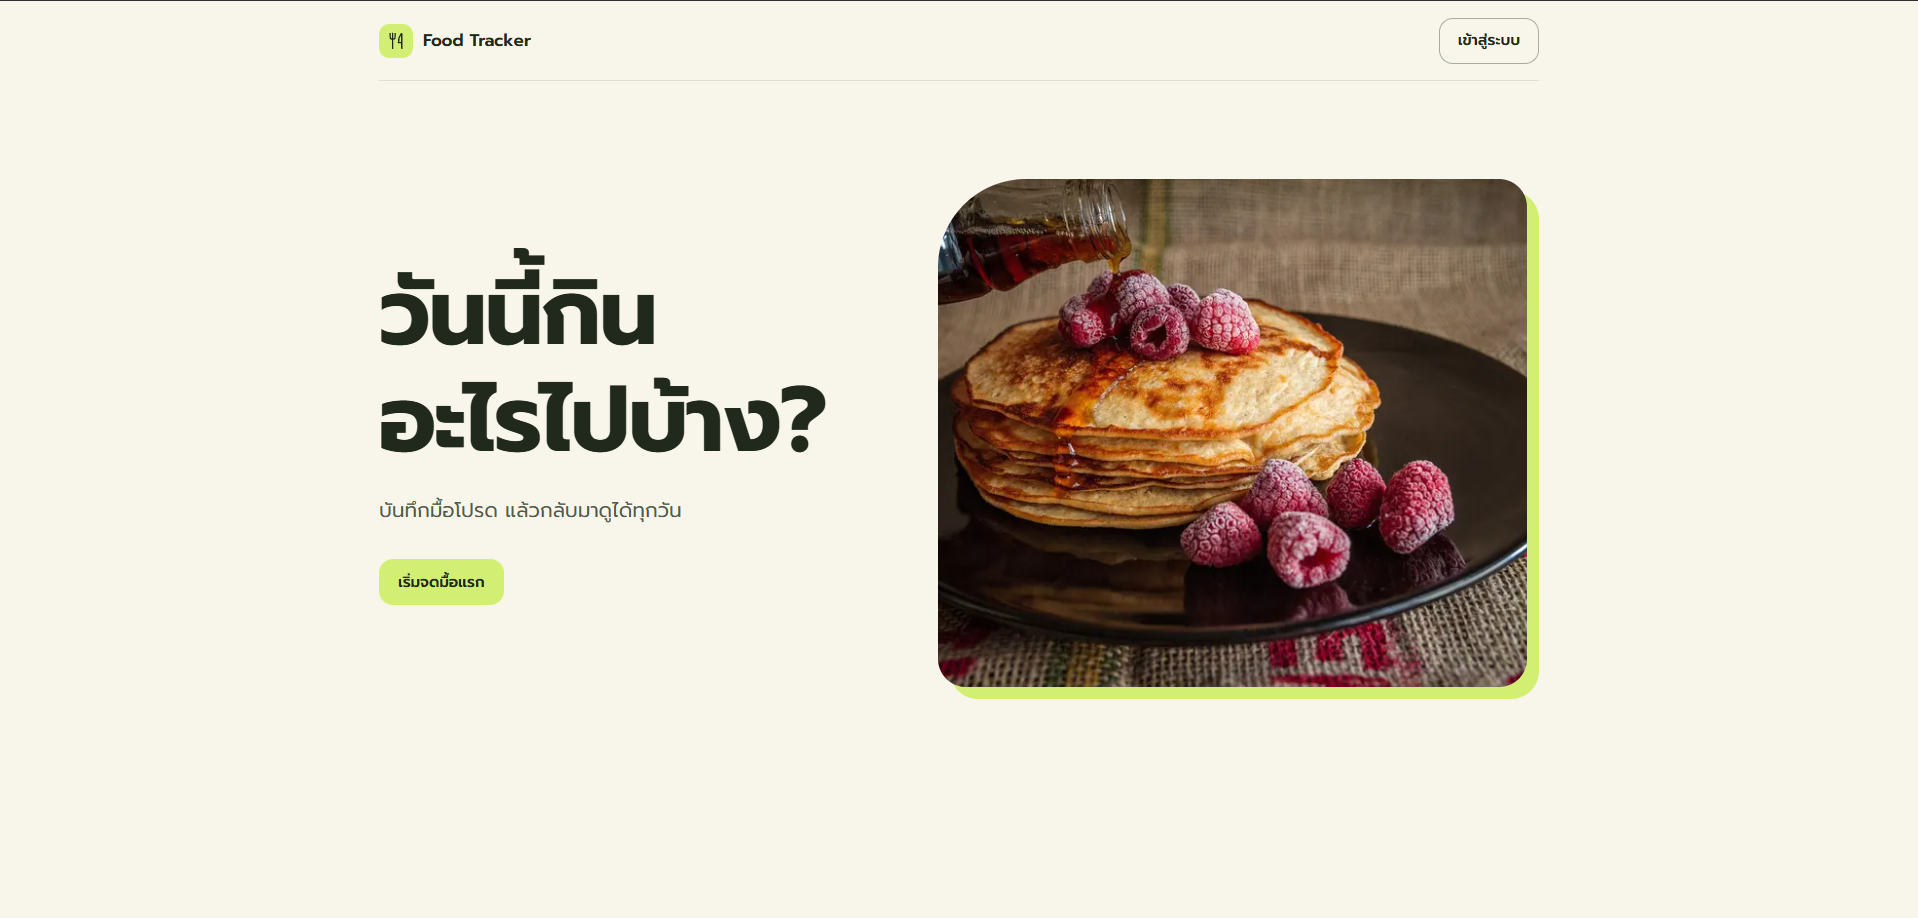 Food Tracker
เข้าสู่ระบบ
วันนี้กิน
อะไรไปบ้าง?
บันทึกมื้อโปรด แล้วกลับมาดูได้ทุกวัน
เริ่มจดมื้อแรก